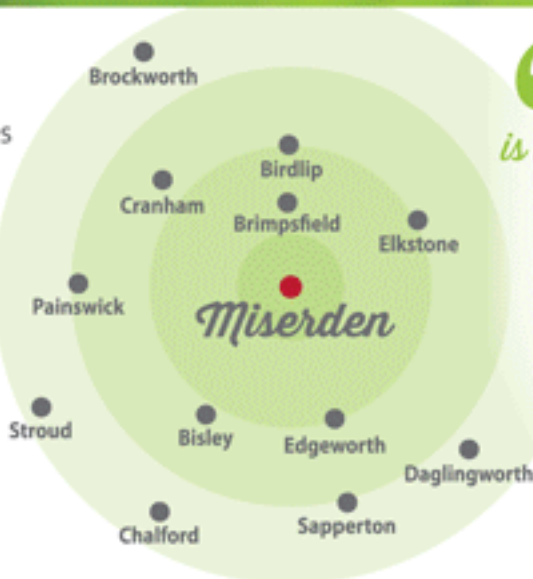 Brockworth
s
is
Birdlip
Cranham
Brimpsfield
Elkstone
Painswick
Miserden
Stroud
Bisley
Edgeworth
Daglingworth
Chalford
Sapperton